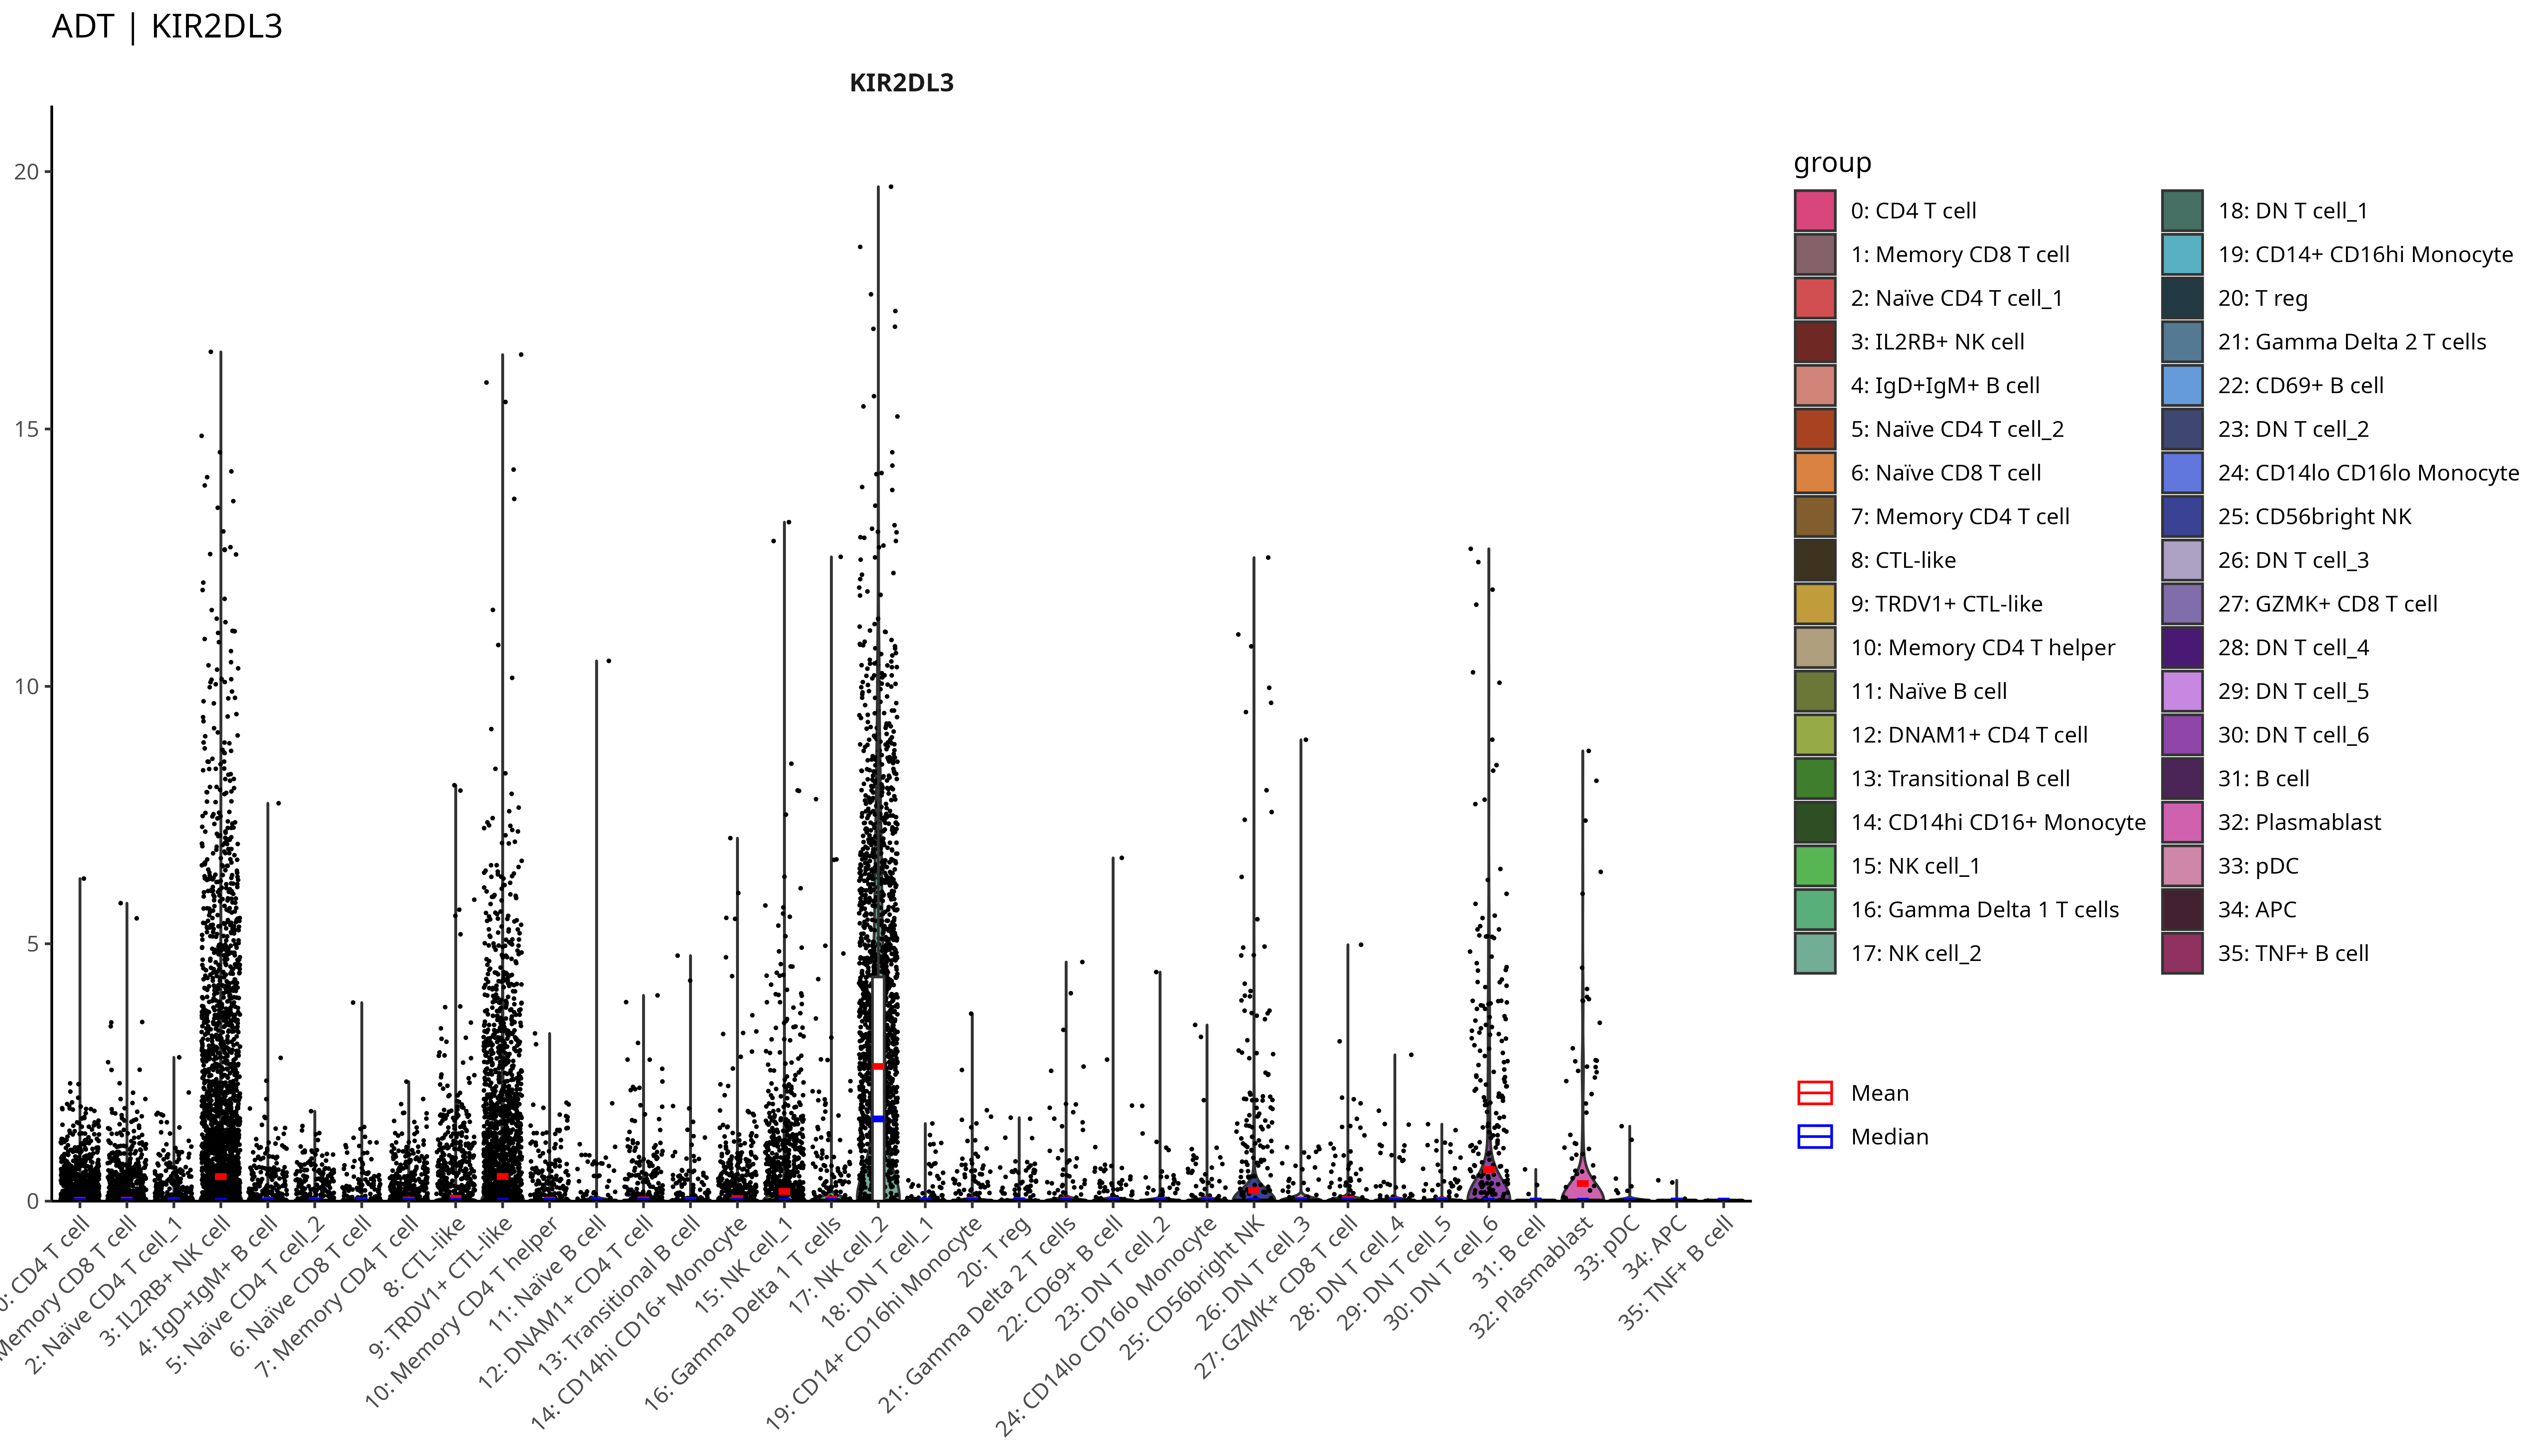 ADT | KIR2DL3
KIR2DL3
20
15
10
5
0
0: CD4 T cell
Memory CD8 T cell
2: Naïve CD4 T cell_1
3: IL2RB+ NK cell
4: IgD+IgM+ B cell
5: Naïve CD4 T cell_2
6: Naïve CD8 T cell
7: Memory CD4 T cell
8: CTL-like
9: TRDV1+ CTL-like
10: Memory CD4 T helper
11: Naïve B cell
12: DNAM1+ CD4 T cell
13: Transitional B cell
14: CD14hi CD16+ Monocyte
15: NK cell_1
16: Gamma Delta 1 T cells
17: NK cell_2
18: DN T cell_1
19: CD14+ CD16hi Monocyte
20: T reg
21: Gamma Delta 2 T cells
22: CD69+ B cell
23: DN T cell_2
24: CD14lo CD16lo Monocyte
25: CD56bright NK
26: DN T cell_3
27: GZMK+ CD8 T cell
28: DN T cell_4
29: DN T cell_5
30: DN T cell_6
31: B cell
32: Plasmablast
33: pDC
34: APC
35: TNF+ B cell
group
0: CD4 T cell
1: Memory CD8 T cell
2: Naïve CD4 T cell_1
3: IL2RB+ NK cell
4: IgD+IgM+ B cell
5: Naïve CD4 T cell_2
6: Naïve CD8 T cell
7: Memory CD4 T cell
8: CTL-like
9: TRDV1+ CTL-like
10: Memory CD4 T helper
11: Naïve B cell
12: DNAM1+ CD4 T cell
13: Transitional B cell
14: CD14hi CD16+ Monocyte
15: NK cell_1
16: Gamma Delta 1 T cells
17: NK cell_2
18: DN T cell_1
19: CD14+ CD16hi Monocyte
20: T reg
21: Gamma Delta 2 T cells
22: CD69+ B cell
23: DN T cell_2
24: CD14lo CD16lo Monocyte
25: CD56bright NK
26: DN T cell_3
27: GZMK+ CD8 T cell
28: DN T cell_4
29: DN T cell_5
30: DN T cell_6
31: B cell
32: Plasmablast
33: pDC
34: APC
35: TNF+ B cell
Mean
Median